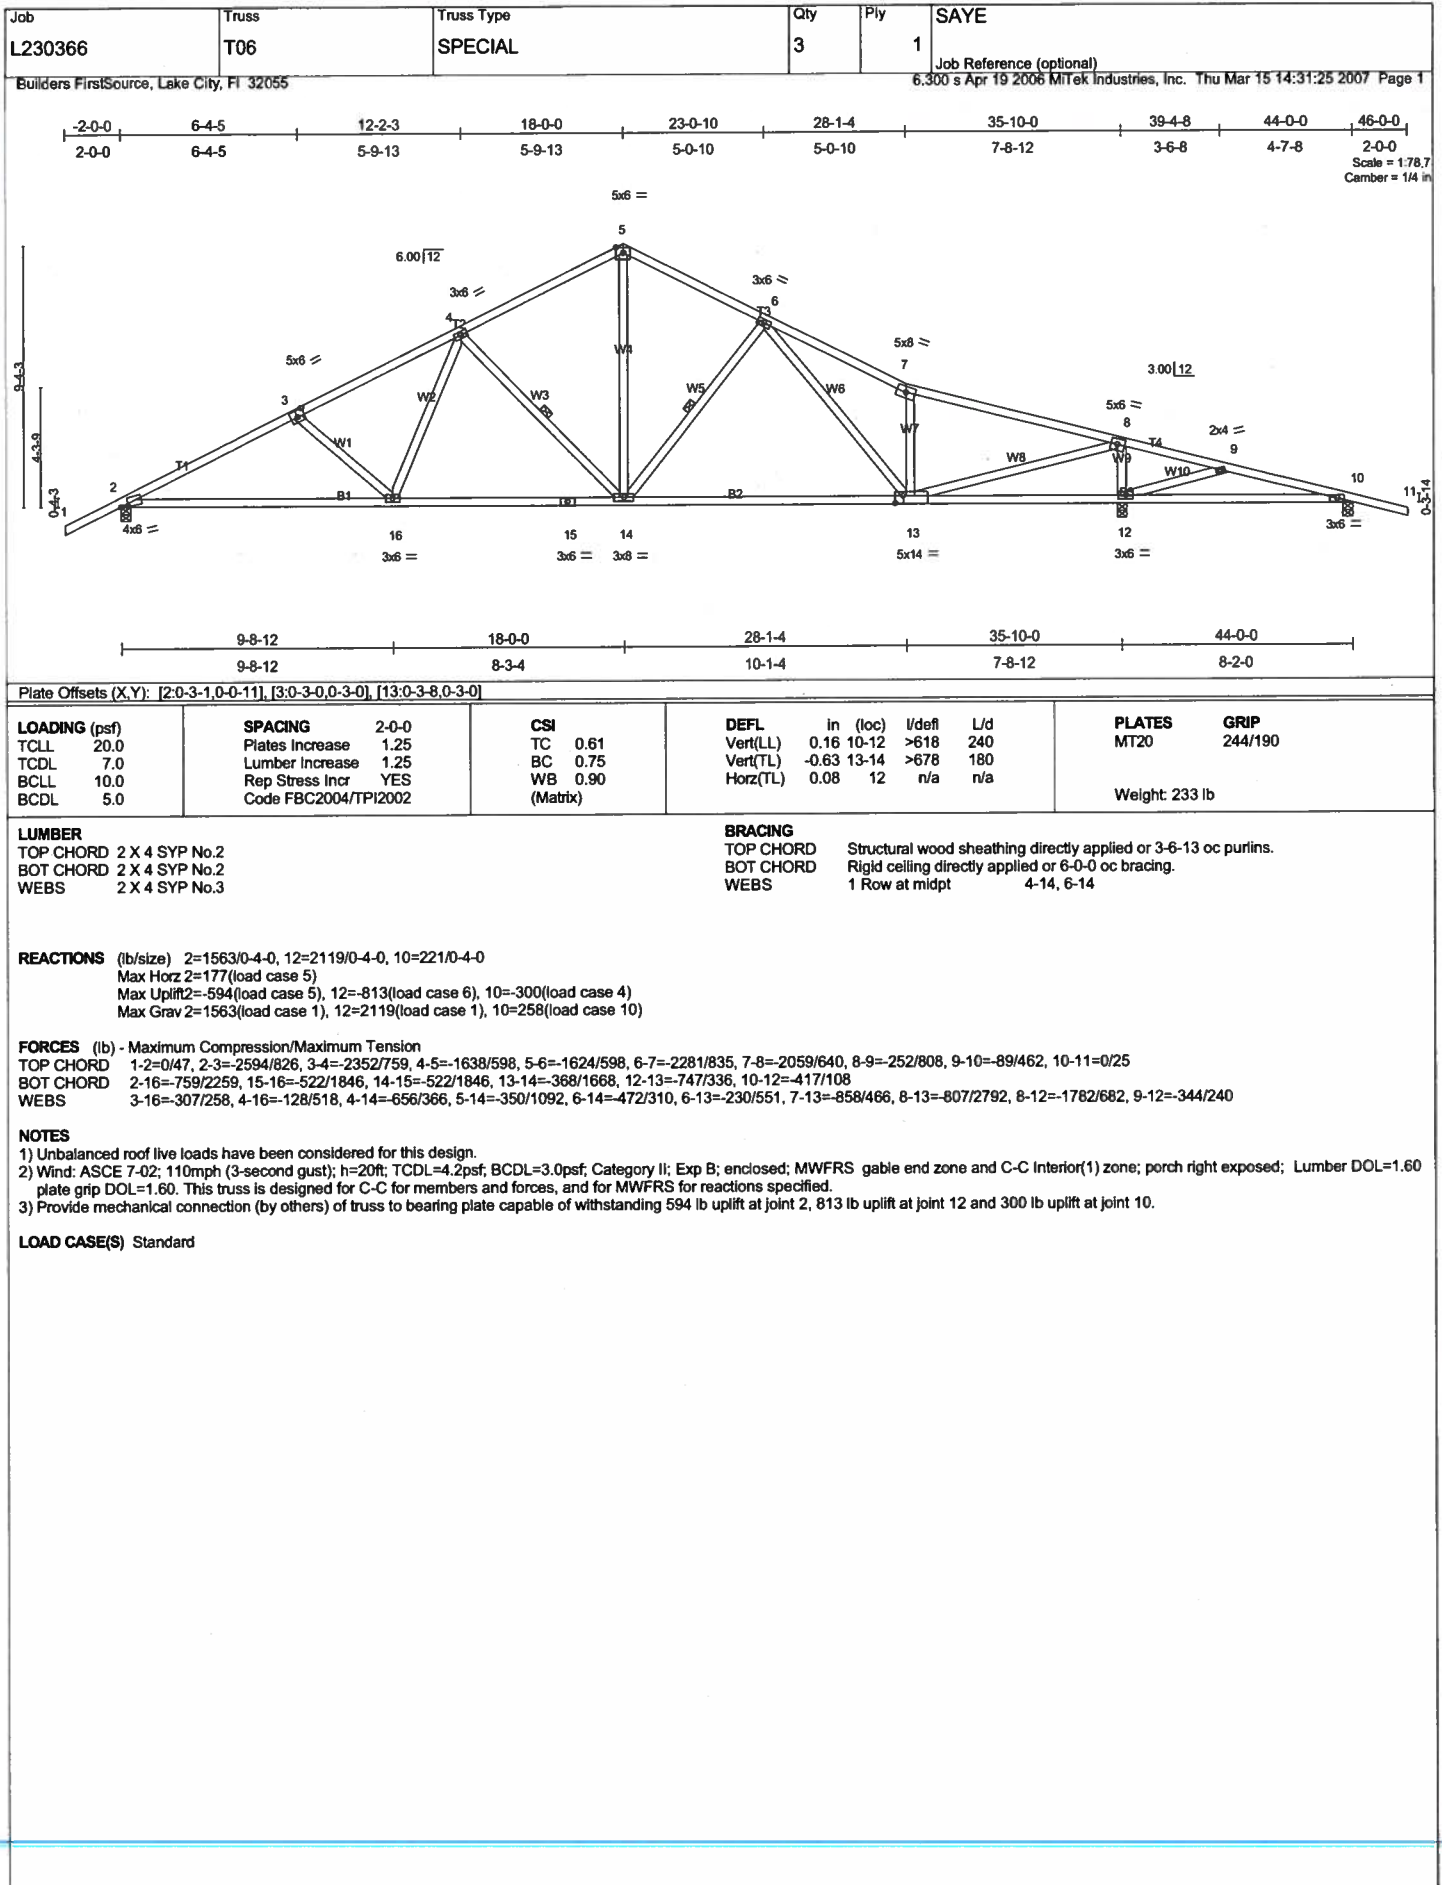 Job Truss Truss Type Qty Ply SAYE
L230366 T06 SPECIAL 3 1
Job Reference (optional)
Builders FirstSource, Lake City, Fl 32055 6.300 s Apr 19 2006 MiTek Industries, Inc. Thu Mar 15 14:31:25 2007 Page 1
-2-0-0 6-4-5 12-2-3 18-0-0 23-0-10 28-1-4 35-10-0 39-4-8 44-0-0 46-0-0
2-0-0 6-4-5 5-9-13 5-9-13 5-0-10 5-0-10 7-8-12 3-6-8 4-7-8 2-0-0
Scale = 1:78.7
Camber = 1/4 in
5x6 =
5
6.00 12
3x6 =
3x6 =
6
4 T2 T3
5x8 =
7
5x6 =
W4
3.00 12
9-4-3
W2 W3 W5 W6
3
5x6 =
8
4-3-9
W1 W7 T4
2x4 =
9
T1 W8 W9 W10
2 10
0-4-3
1 B1 B2 11
0-3-14
4x6 = 3x6 =
16 15 14 13 12
3x6 = 3x6 = 3x8 = 5x14 = 3x6 =
9-8-12 18-0-0 28-1-4 35-10-0 44-0-0
9-8-12 8-3-4 10-1-4 7-8-12 8-2-0
Plate Offsets (X,Y): [2:0-3-1,0-0-11], [3:0-3-0,0-3-0], [13:0-3-8,0-3-0]
LOADING (psf) SPACING 2-0-0 CSI DEFL in (loc) l/defl L/d PLATES GRIP
TCLL 20.0 Plates Increase 1.25 TC 0.61 Vert(LL) 0.16 10-12 >618 240 MT20 244/190
TCDL 7.0 Lumber Increase 1.25 BC 0.75 Vert(TL) -0.63 13-14 >678 180
BCLL 10.0 Rep Stress Incr YES WB 0.90 Horz(TL) 0.08 12 n/a n/a
BCDL 5.0 Code FBC2004/TPI2002 (Matrix) Weight: 233 lb
LUMBER
TOP CHORD 2 X 4 SYP No.2
BOT CHORD 2 X 4 SYP No.2
WEBS 2 X 4 SYP No.3
BRACING
TOP CHORD Structural wood sheathing directly applied or 3-6-13 oc purlins.
BOT CHORD Rigid ceiling directly applied or 6-0-0 oc bracing.
WEBS 1 Row at midpt 4-14, 6-14
REACTIONS (lb/size) 2=1563/0-4-0, 12=2119/0-4-0, 10=221/0-4-0
Max Horz 2=177(load case 5)
Max Uplift2=-594(load case 5), 12=-813(load case 6), 10=-300(load case 4)
Max Grav 2=1563(load case 1), 12=2119(load case 1), 10=258(load case 10)
FORCES (lb) - Maximum Compression/Maximum Tension
TOP CHORD 1-2=0/47, 2-3=-2594/826, 3-4=-2352/759, 4-5=-1638/598, 5-6=-1624/598, 6-7=-2281/835, 7-8=-2059/640, 8-9=-252/808, 9-10=-89/462, 10-11=0/25
BOT CHORD 2-16=-759/2259, 15-16=-522/1846, 14-15=-522/1846, 13-14=-368/1668, 12-13=-747/336, 10-12=-417/108
WEBS 3-16=-307/258, 4-16=-128/518, 4-14=-656/366, 5-14=-350/1092, 6-14=-472/310, 6-13=-230/551, 7-13=-858/466, 8-13=-807/2792, 8-12=-1782/682, 9-12=-344/240
NOTES
1) Unbalanced roof live loads have been considered for this design.
2) Wind: ASCE 7-02; 110mph (3-second gust); h=20ft; TCDL=4.2psf; BCDL=3.0psf; Category II; Exp B; enclosed; MWFRS gable end zone and C-C Interior(1) zone; porch right exposed; Lumber DOL=1.60
plate grip DOL=1.60. This truss is designed for C-C for members and forces, and for MWFRS for reactions specified.
3) Provide mechanical connection (by others) of truss to bearing plate capable of withstanding 594 lb uplift at joint 2, 813 lb uplift at joint 12 and 300 lb uplift at joint 10.
LOAD CASE(S) Standard